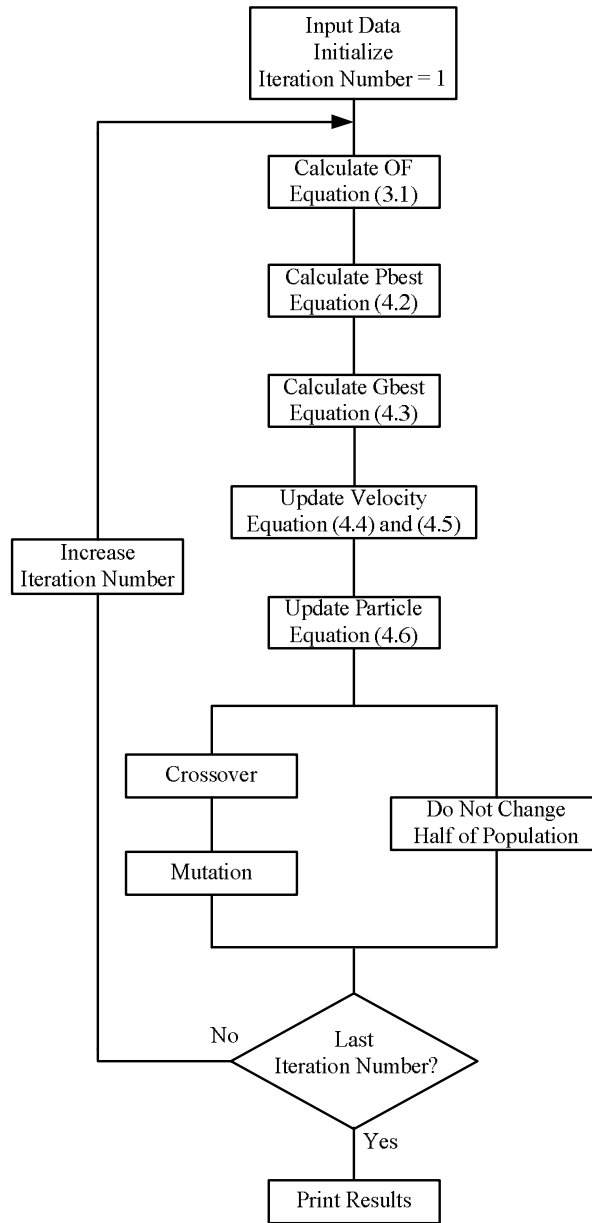 Input Data
Initialize
Iteration Number = 1
Calculate OF
Equation (3.1)
Calculate Pbest
Equation (4.2)
Calculate Gbest
Equation (4.3)
Update Velocity
Equation (4.4) and (4.5)
Increase
Iteration Number
Update Particle
Equation (4.6)
Crossover
Do Not Change
Half of Population
Mutation
No
Last
Iteration Number?
Yes
Print Results